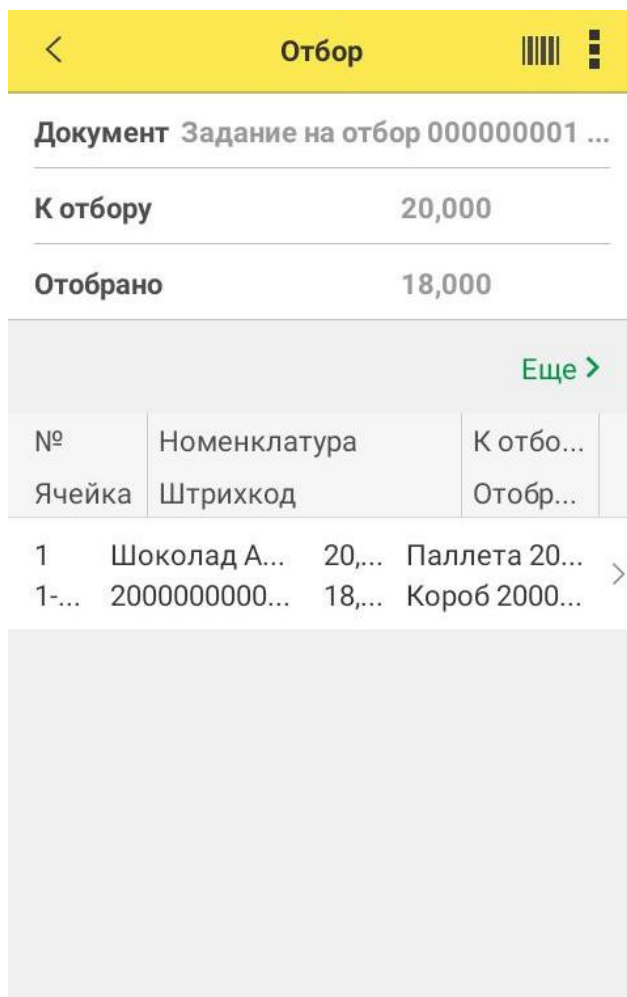 Отбор
Документ Задание на отбор 000000001 ...
К отбору 20,000
Отобрано 18,000
Еще
№ Номенклатура К отбо...
Ячейка Штрихкод Отобр...
1 Шоколад А... 20,... Паллета 20...
1-... 2000000000... 18,... Короб 2000...